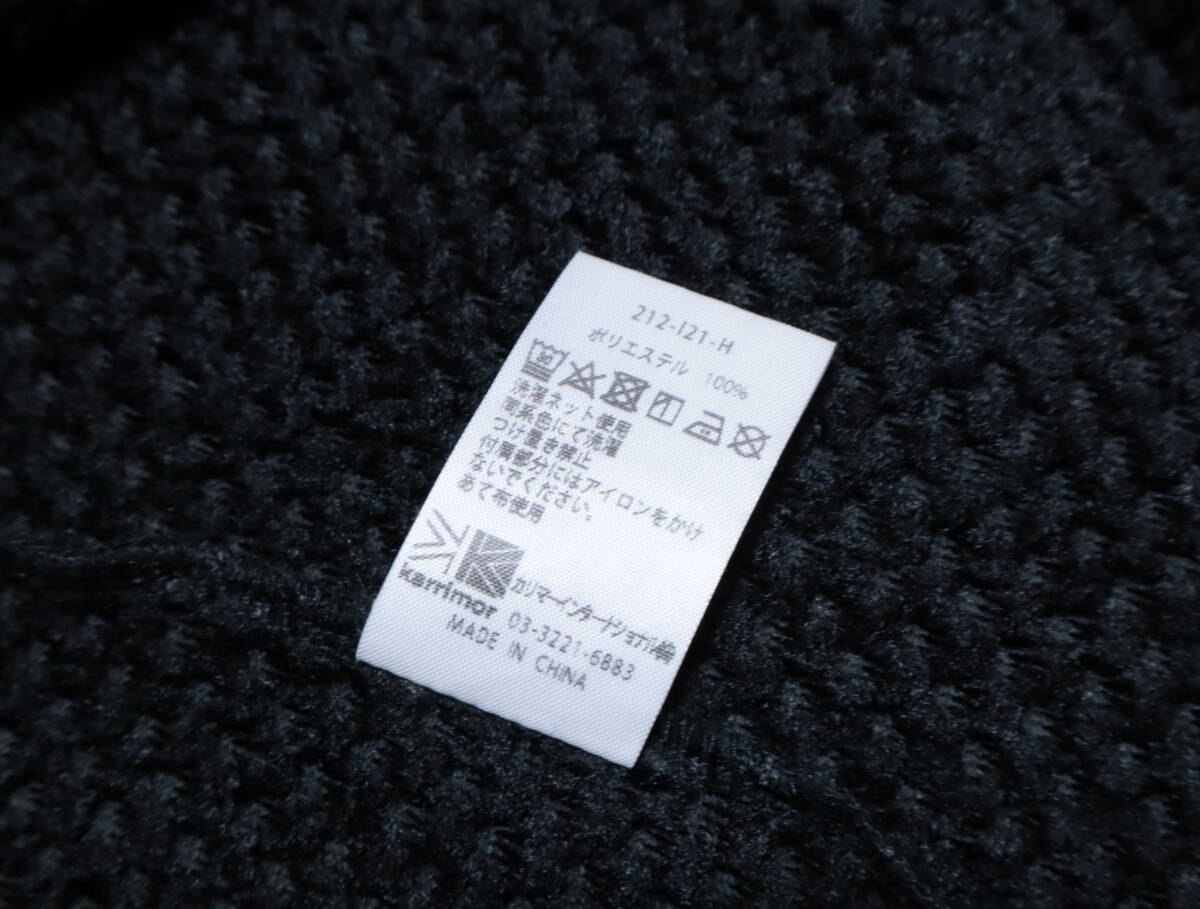 212-I21-H
ポリエステル 100%
洗濯ネット使用
同系色にて洗濯
つけ置き禁止
付属部分にはアイロンをかけ
ないでください。
あて布使用
karrimor
カリマーインターナショナル㈱
03-3221-6883
MADE IN CHINA